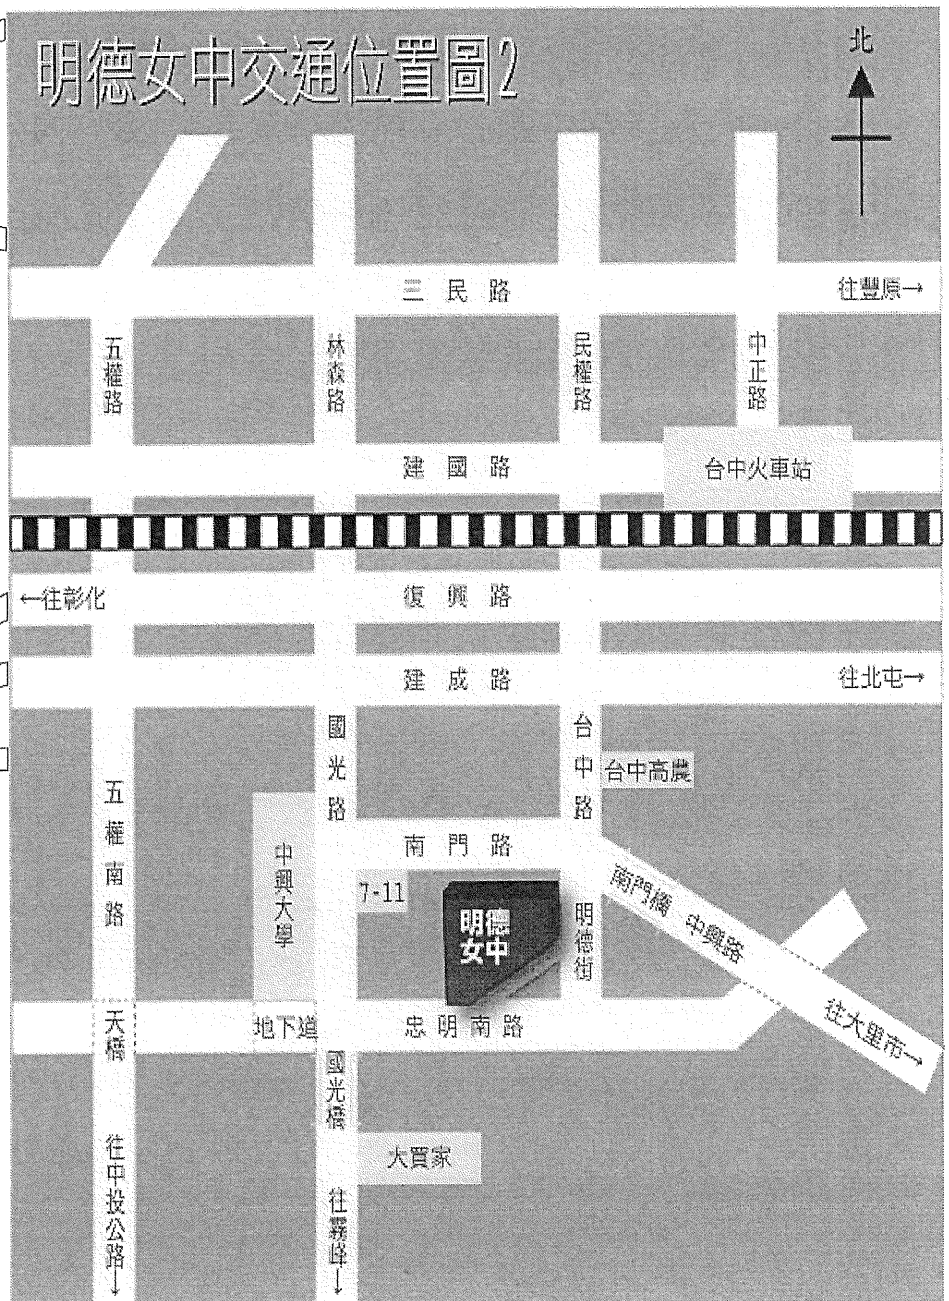 明德女中交通位置圖2
北
三民路
往豐原→
五權路
林森路
民權路
中正路
建國路
台中火車站
←往彰化
復興路
建成路
往北屯→
國光路
台中路
台中高農
五權南路
中興大學
南門路
7-11
明德
女中
明德街
南門橋 中興路
往大里市→
天橋
地下道
忠明南路
國光橋
大買家
往中投公路→
往霧峰→